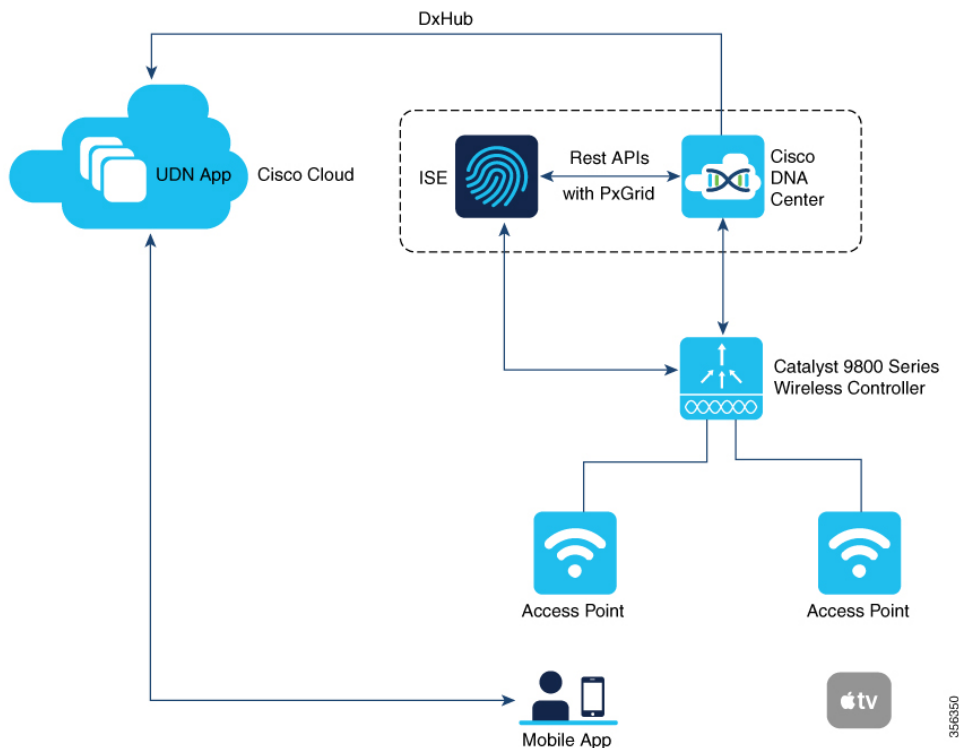 DxHub
UDN App
Cisco Cloud
ISE
Rest APIs
with PxGrid
Cisco
DNA
Center
Catalyst 9800 Series
Wireless Controller
Access Point
Access Point
tv
Mobile App
356350